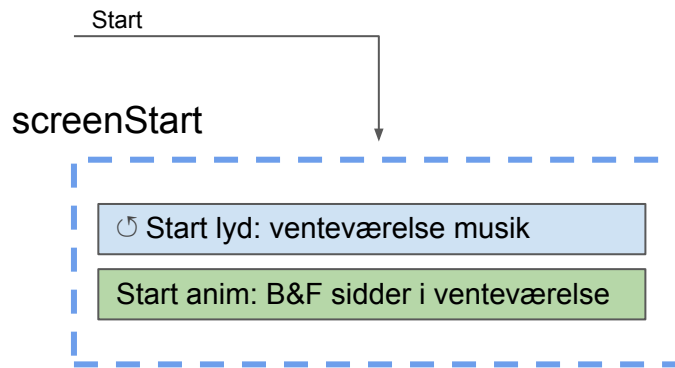 Start
screenStart
↺ Start lyd: venteværelse musik
Start anim: B&F sidder i venteværelse